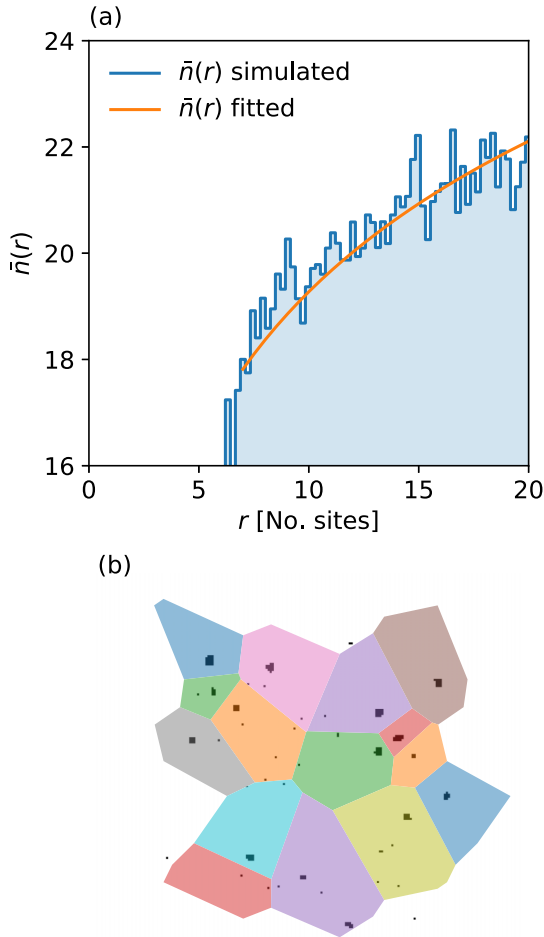 (a)
24
22
20
18
16
n̄(r)
n̄(r) simulated
n̄(r) fitted
0 5 10 15 20
r [No. sites]
(b)